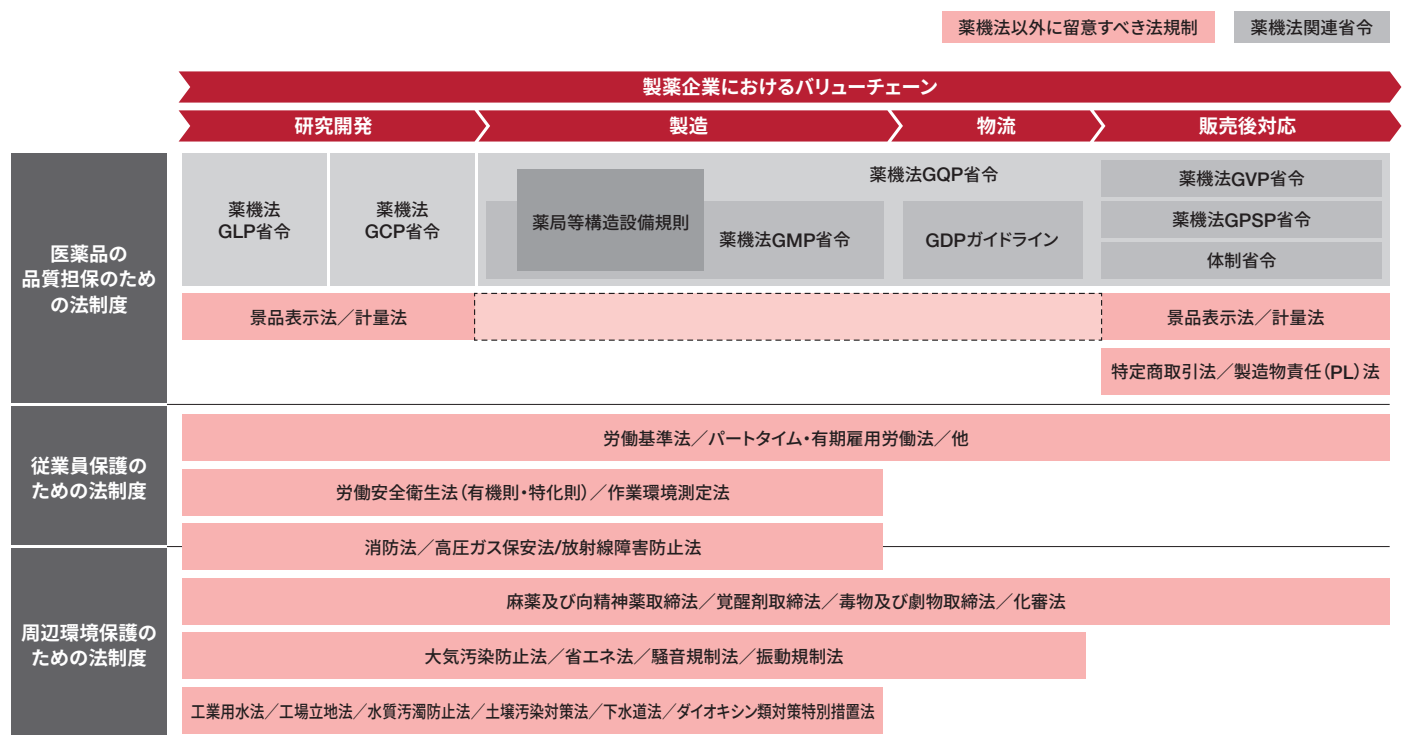 薬機法以外に留意すべき法規制
薬機法関連省令
製薬企業におけるバリューチェーン
研究開発
製造
物流
販売後対応
医薬品の
品質担保のため
の法制度
薬機法
GLP省令
薬機法
GCP省令
薬機法GQP省令
薬局等構造設備規則
薬機法GMP省令
GDPガイドライン
薬機法GVP省令
薬機法GPSP省令
体制省令
景品表示法／計量法
景品表示法／計量法
特定商取引法／製造物責任（PL）法
従業員保護の
ための法制度
労働基準法／パートタイム・有期雇用労働法／他
労働安全衛生法（有機則・特化則）／作業環境測定法
消防法／高圧ガス保安法/放射線障害防止法
周辺環境保護の
ための法制度
麻薬及び向精神薬取締法／覚醒剤取締法／毒物及び劇物取締法／化審法
大気汚染防止法／省エネ法／騒音規制法／振動規制法
工業用水法／工場立地法／水質汚濁防止法／土壌汚染対策法／下水道法／ダイオキシン類対策特別措置法